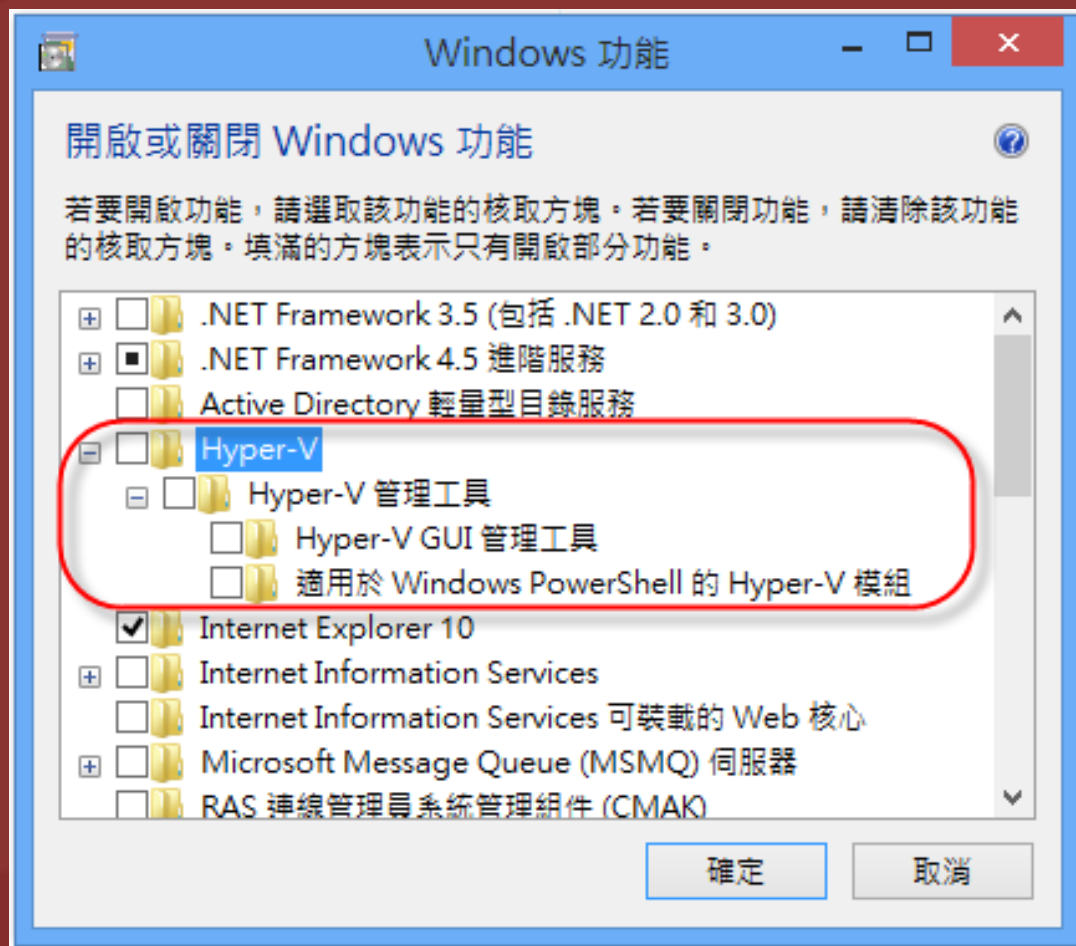 Windows 功能
開啟或關閉 Windows 功能
若要開啟功能，請選取該功能的核取方塊。若要關閉功能，請清除該功能
的核取方塊。填滿的方塊表示只有開啟部分功能。
.NET Framework 3.5 (包括 .NET 2.0 和 3.0)
.NET Framework 4.5 進階服務
Active Directory 輕量型目錄服務
Hyper-V
Hyper-V 管理工具
Hyper-V GUI 管理工具
適用於 Windows PowerShell 的 Hyper-V 模組
Internet Explorer 10
Internet Information Services
Internet Information Services 可裝載的 Web 核心
Microsoft Message Queue (MSMQ) 伺服器
RAS 連線管理員系統管理組件 (CMAK)
確定
取消